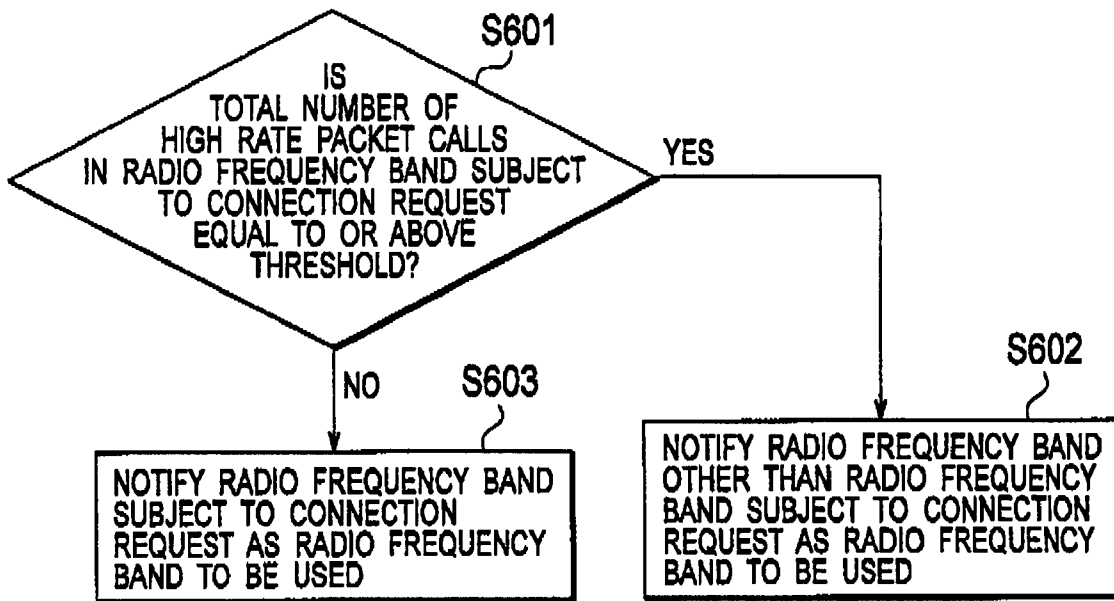 S601
IS
TOTAL NUMBER OF
HIGH RATE PACKET CALLS
IN RADIO FREQUENCY BAND SUBJECT
TO CONNECTION REQUEST
EQUAL TO OR ABOVE
THRESHOLD?
YES
NO
S603
NOTIFY RADIO FREQUENCY BAND
SUBJECT TO CONNECTION
REQUEST AS RADIO FREQUENCY
BAND TO BE USED
S602
NOTIFY RADIO FREQUENCY BAND
OTHER THAN RADIO FREQUENCY
BAND SUBJECT TO CONNECTION
REQUEST AS RADIO FREQUENCY
BAND TO BE USED